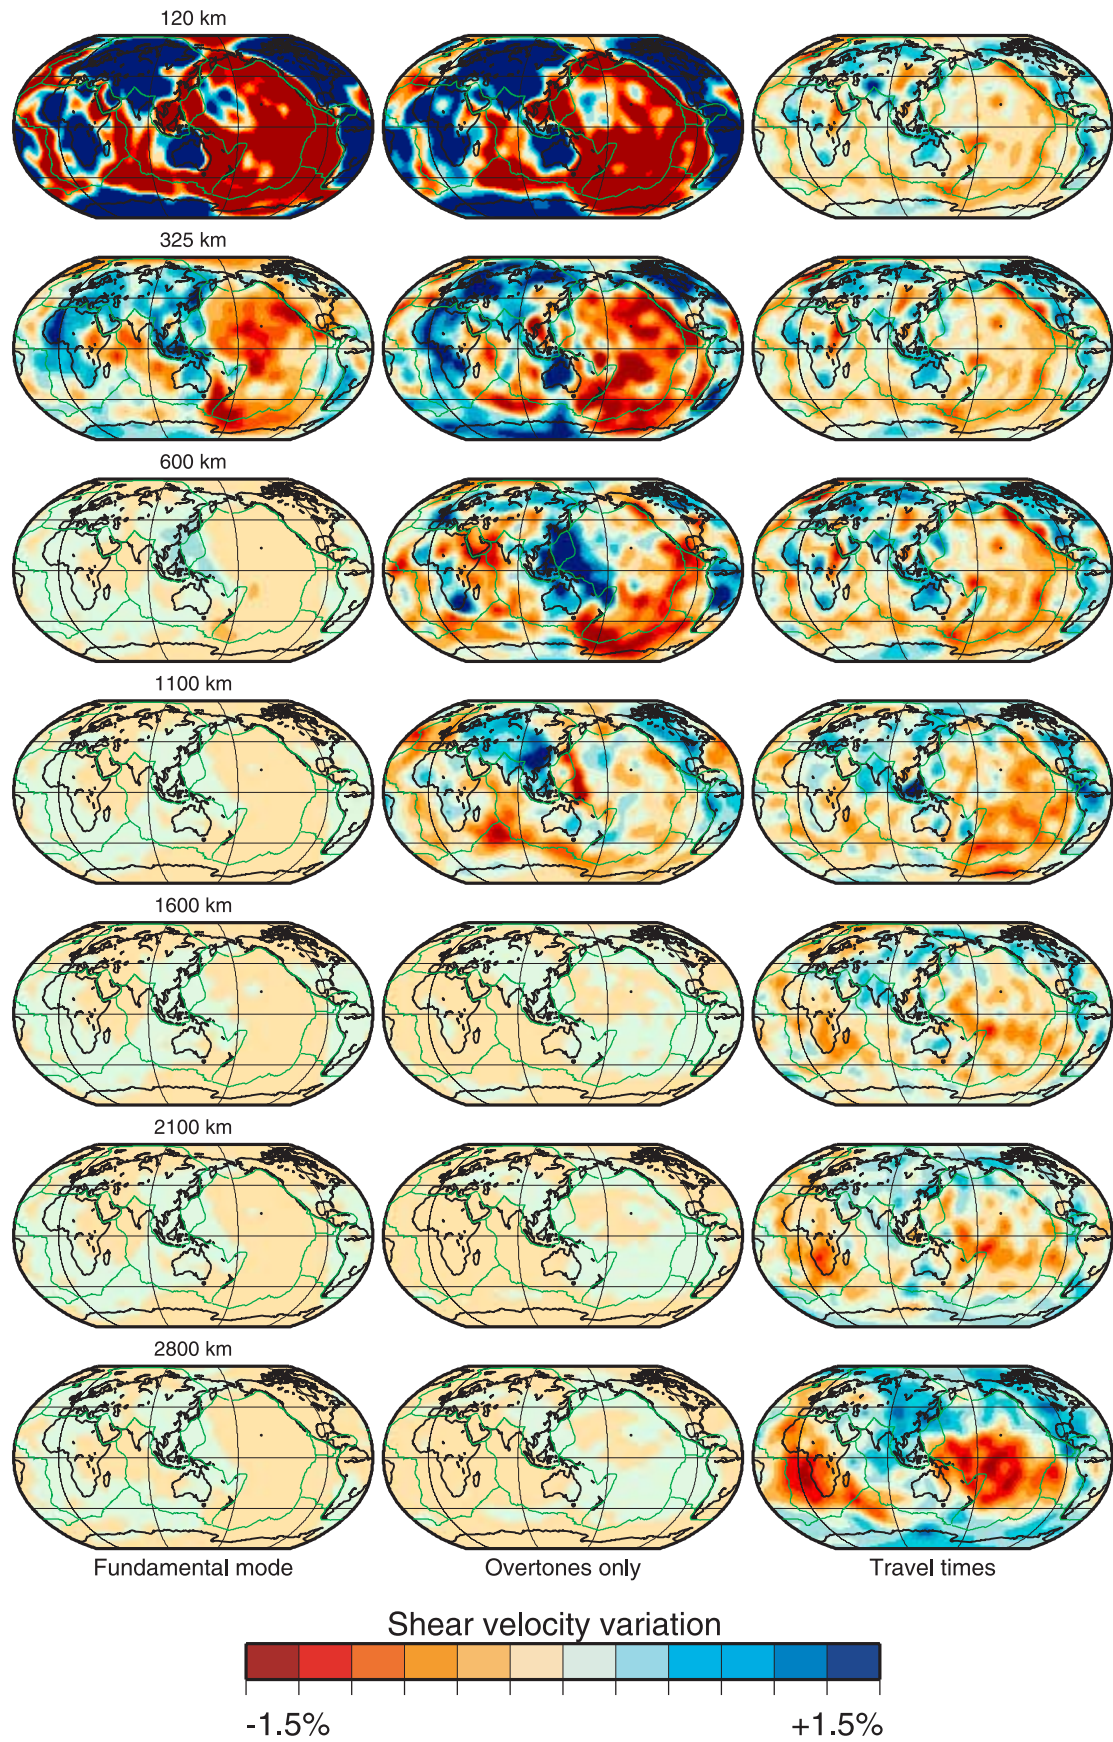 120 km
325 km
600 km
1100 km
1600 km
2100 km
2800 km
Fundamental mode
Overtones only
Travel times
Shear velocity variation
-1.5%
+1.5%